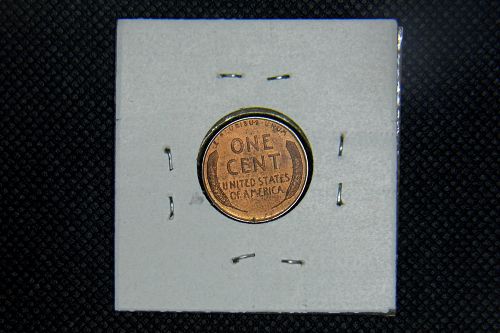 E · PLURIBUS · UNUM
ONE
CENT
UNITED STATES
OF AMERICA